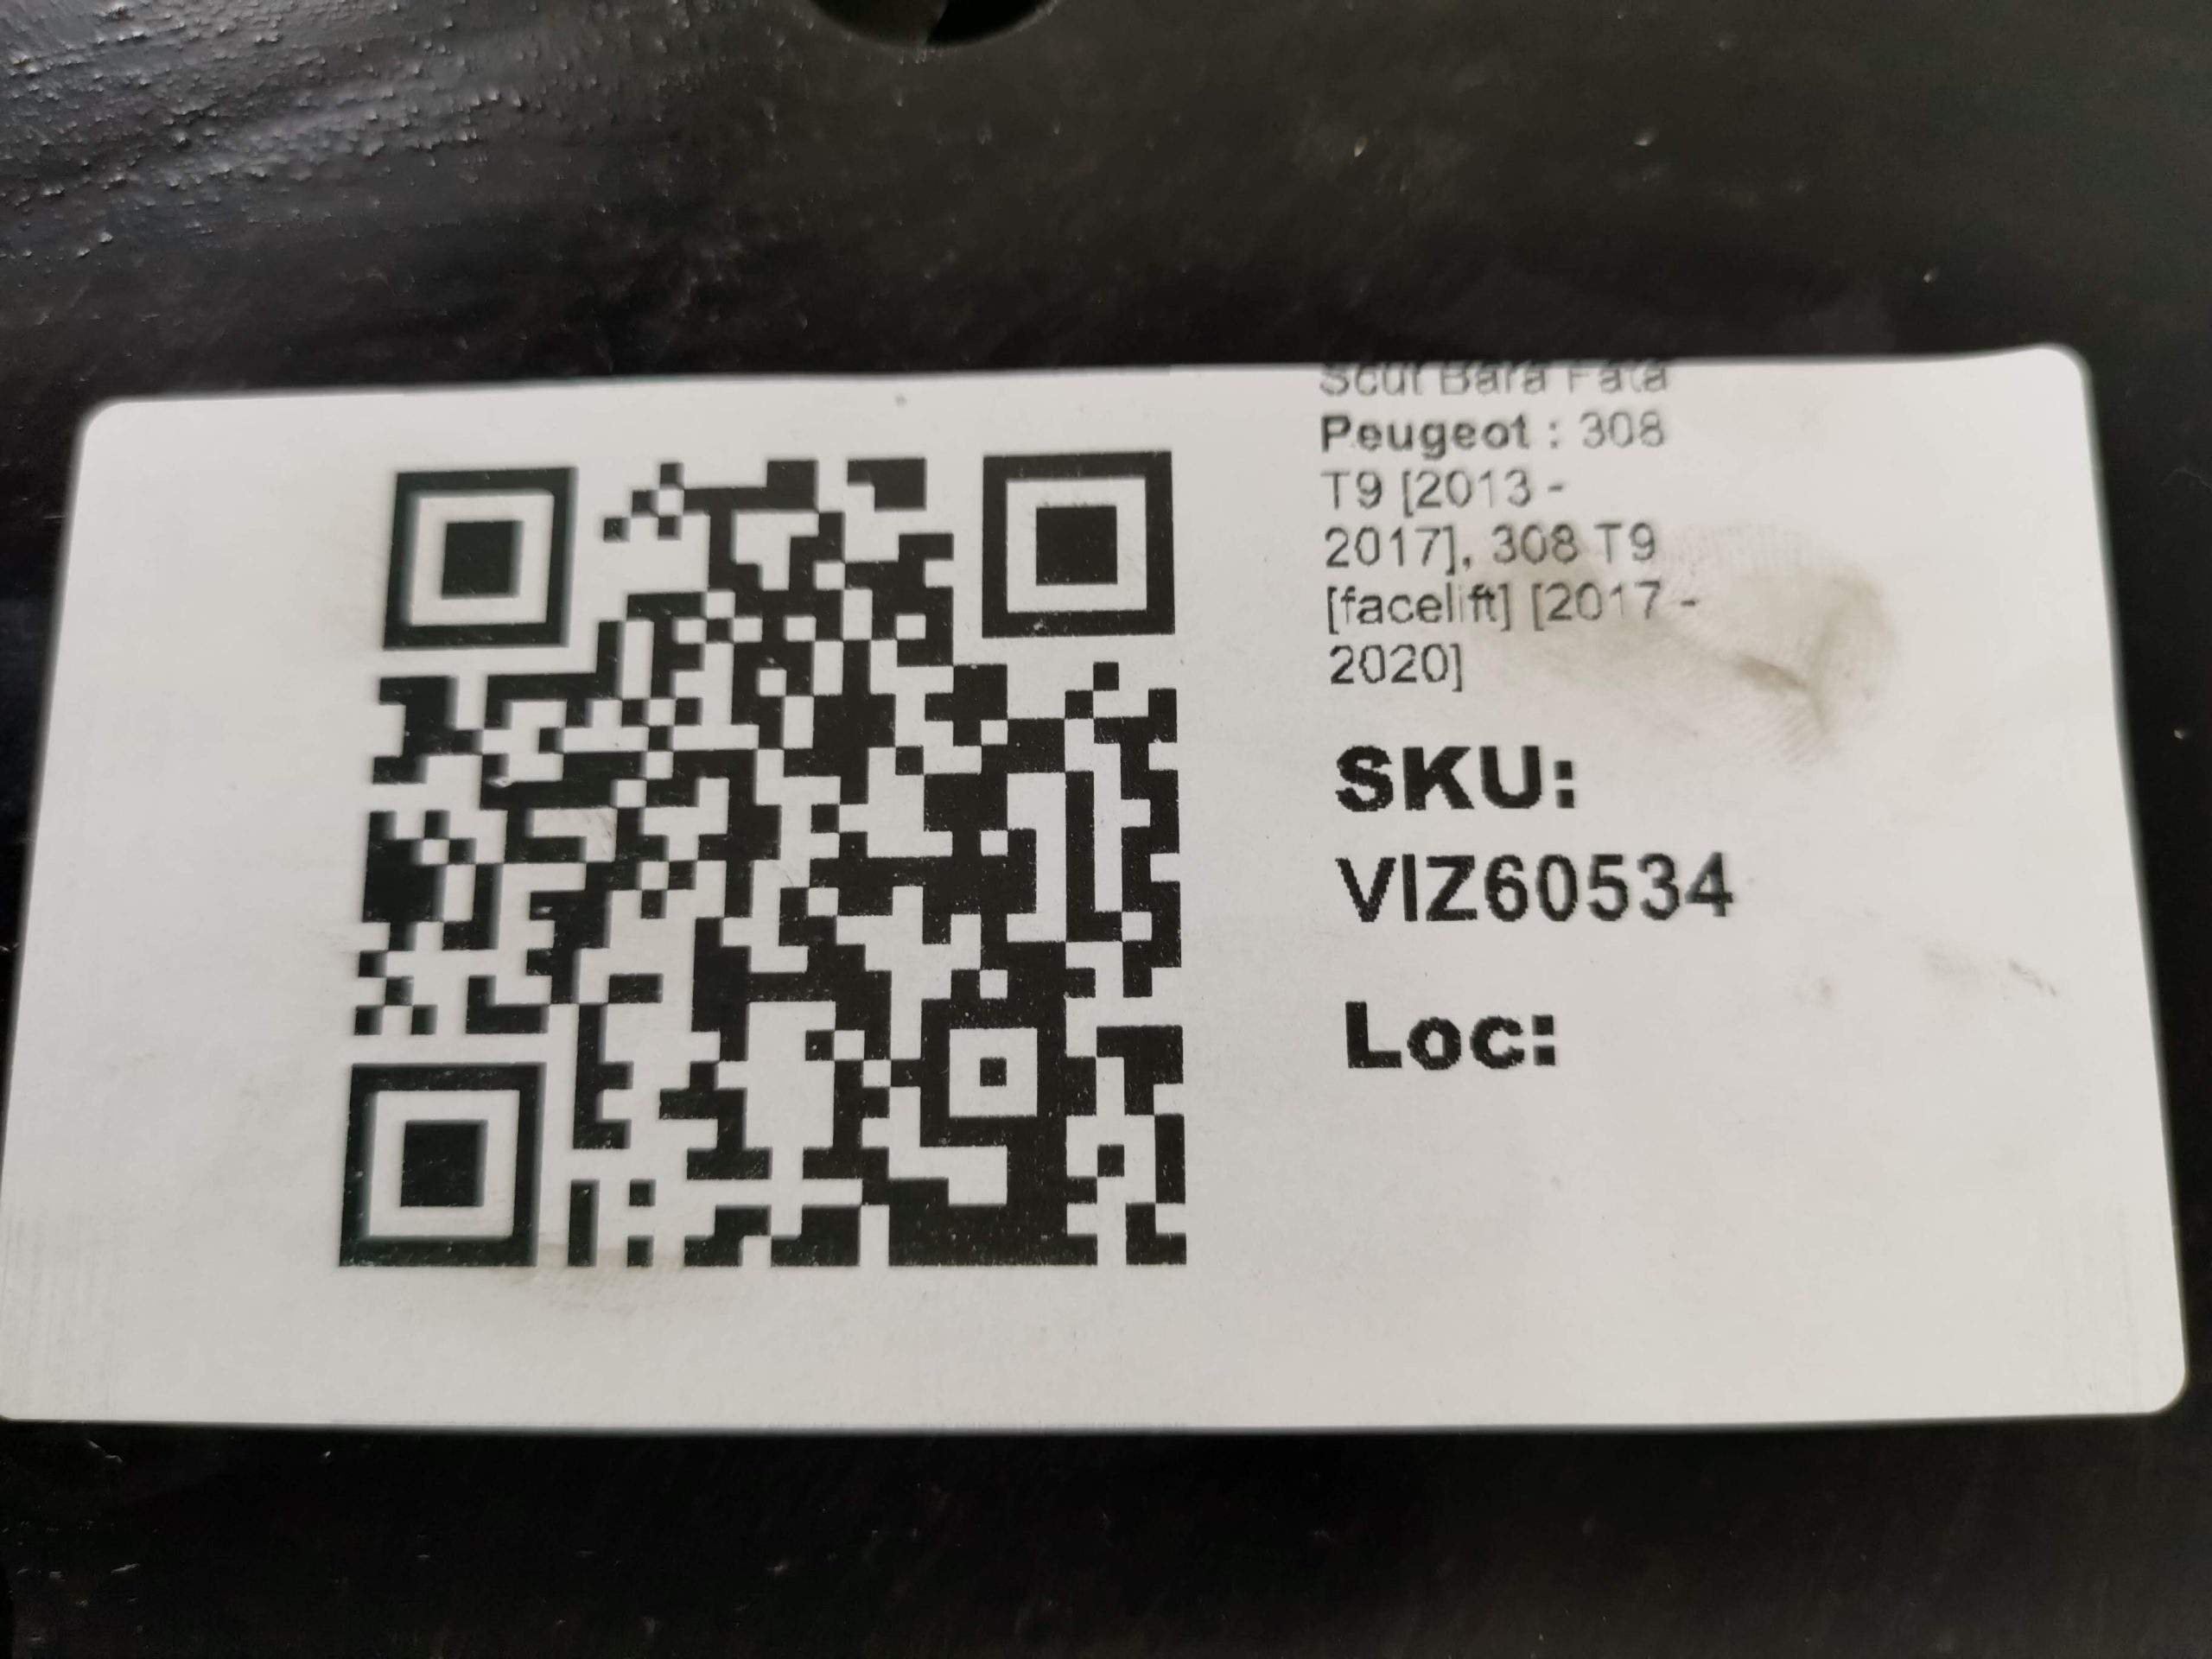 Scut Bara Fata
Peugeot : 308
T9 [2013 -
2017], 308 T9
[facelift] [2017 -
2020]
SKU:
VIZ60534
Loc: